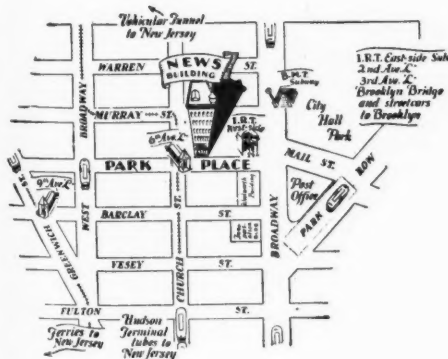 Vehicular Tunnel
to New Jersey
WARREN
ST.
NEWS
BUILDING
B.M.T.
Subway
I.R.T. East-side Sub
2nd Ave. "L"
3rd Ave. "L"
Brooklyn Bridge
and streetcars
to Brooklyn
City
Hall
Park
BROADWAY
MURRAY
ST.
6th Ave. "L"
I.R.T.
West-side
MAIL ST.
PARK
PLACE
ROW
ST.
9th Ave. "L"
WEST
BARCLAY
ST.
Woolworth
Building
Post
Office
PARK
BROADWAY
GREENWICH
VESEY
ST.
CHURCH
ST.
FULTON
ST.
Ferries to
New Jersey
Hudson
Terminal
tubes to
New Jersey